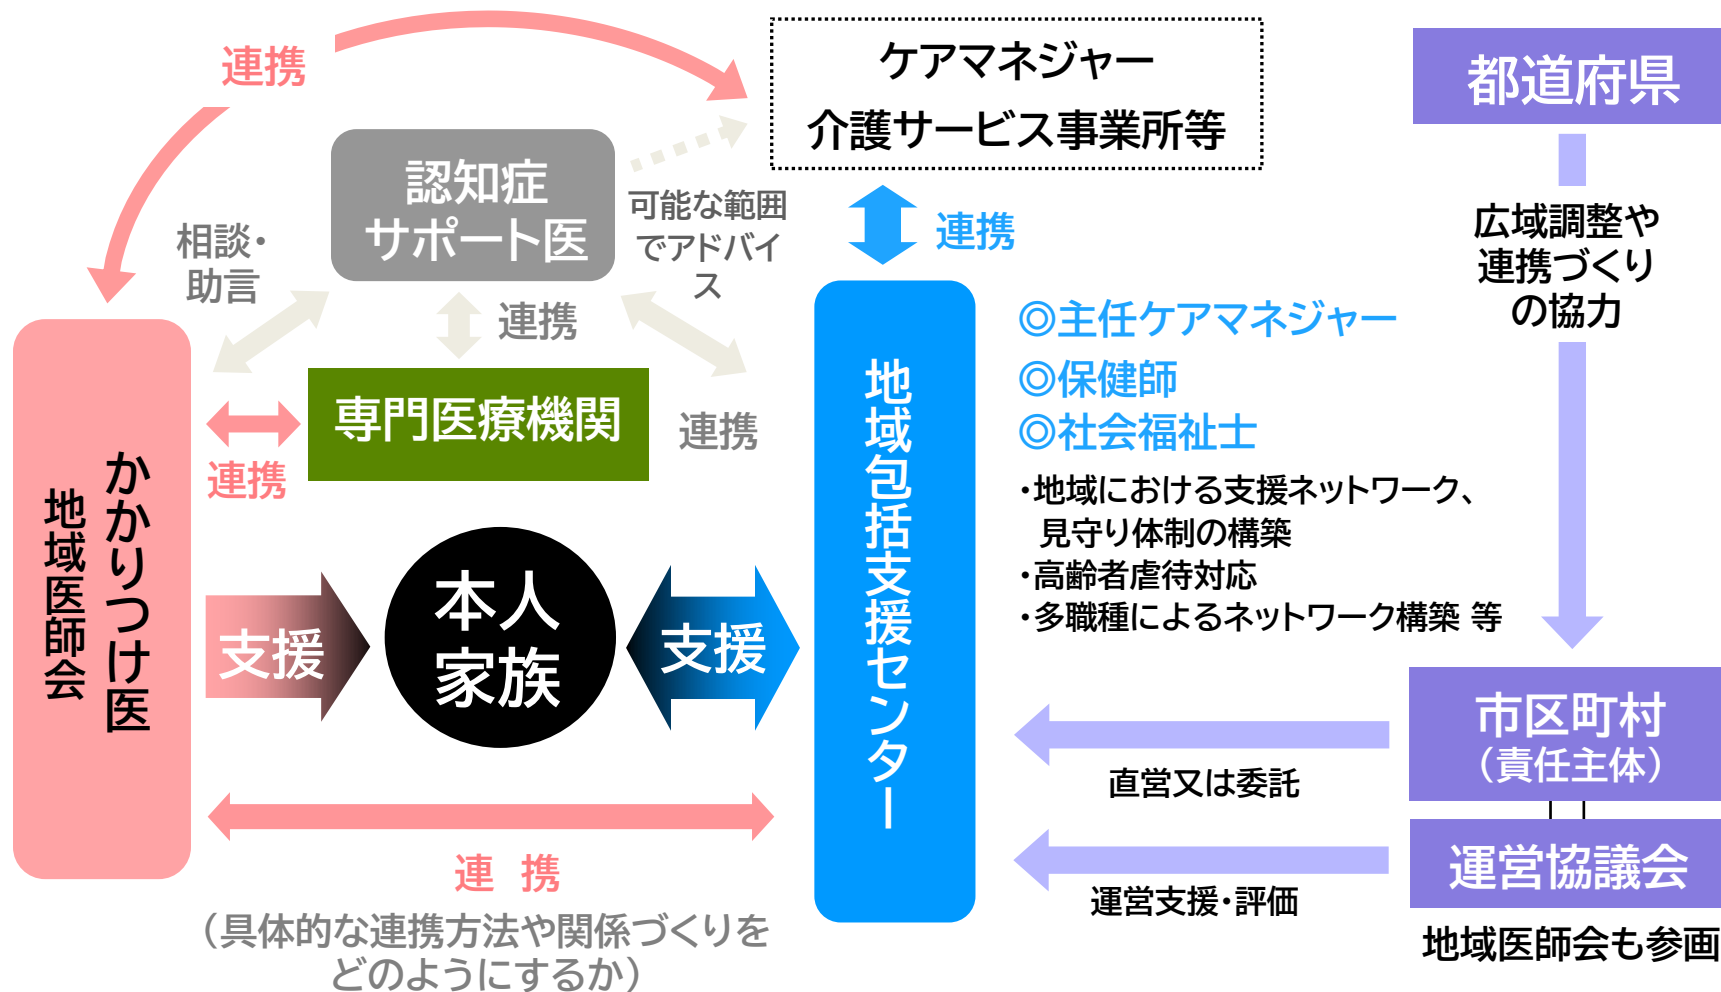 連携
ケアマネジャー
介護サービス事業所等
都道府県
認知症
サポート医
可能な範囲
でアドバイ
ス
相談・
助言
連携
広域調整や
連携づくり
の協力
連携
◎主任ケアマネジャー
◎保健師
◎社会福祉士
専門医療機関
連携
連携
かかりつけ医
地域医師会
地域包括支援センター
・地域における支援ネットワーク、
見守り体制の構築
・高齢者虐待対応
・多職種によるネットワーク構築 等
支援
本人
家族
支援
市区町村
（責任主体）
直営又は委託
運営協議会
運営支援・評価
地域医師会も参画
連 携
（具体的な連携方法や関係づくりを
どのようにするか）